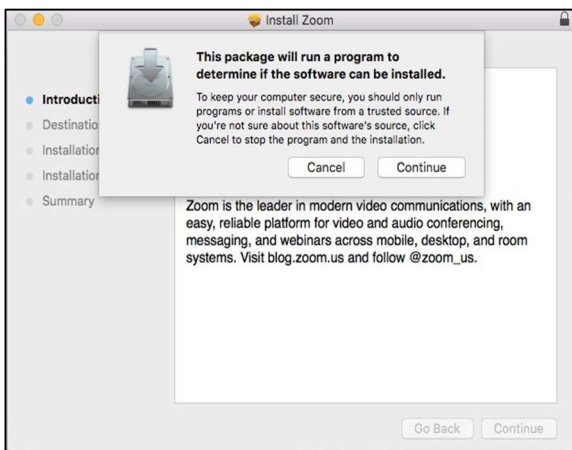 Install Zoom
This package will run a program to
determine if the software can be installed.
To keep your computer secure, you should only run
programs or install software from a trusted source. If
you're not sure about this software's source, click
Cancel to stop the program and the installation.
Cancel Continue
Introducti
Destinatio
Installation
Installation
Summary
Zoom is the leader in modern video communications, with an
easy, reliable platform for video and audio conferencing,
messaging, and webinars across mobile, desktop, and room
systems. Visit blog.zoom.us and follow @zoom_us.
Go Back Continue